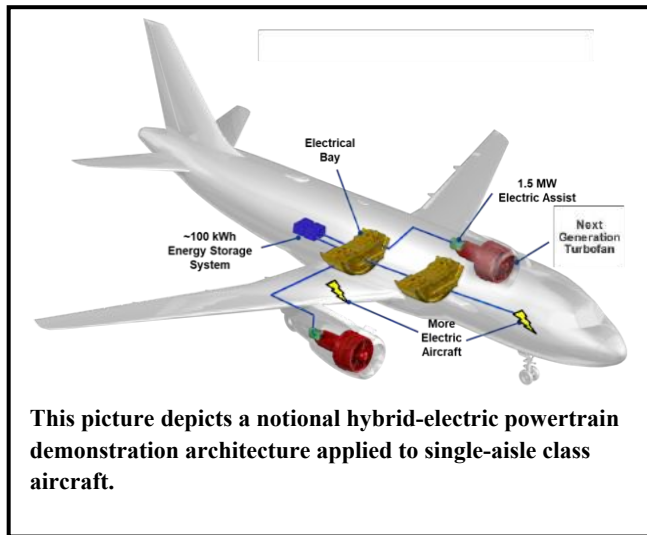 Electrical
Bay
1.5 MW
Electric Assist
Next
Generation
Turbofan
~100 kWh
Energy Storage
System
More
Electric
Aircraft
This picture depicts a notional hybrid-electric powertrain
demonstration architecture applied to single-aisle class
aircraft.